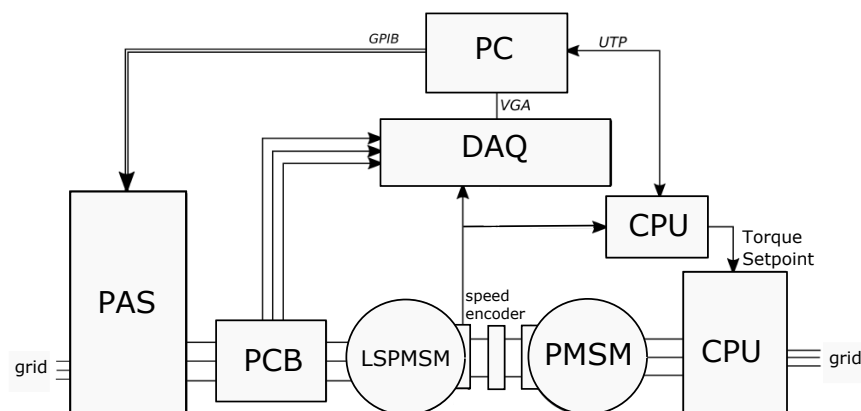 GPIB
PC
UTP
VGA
DAQ
CPU
Torque
Setpoint
PAS
speed
encoder
grid
PCB
LSPMSM
PMSM
CPU
grid